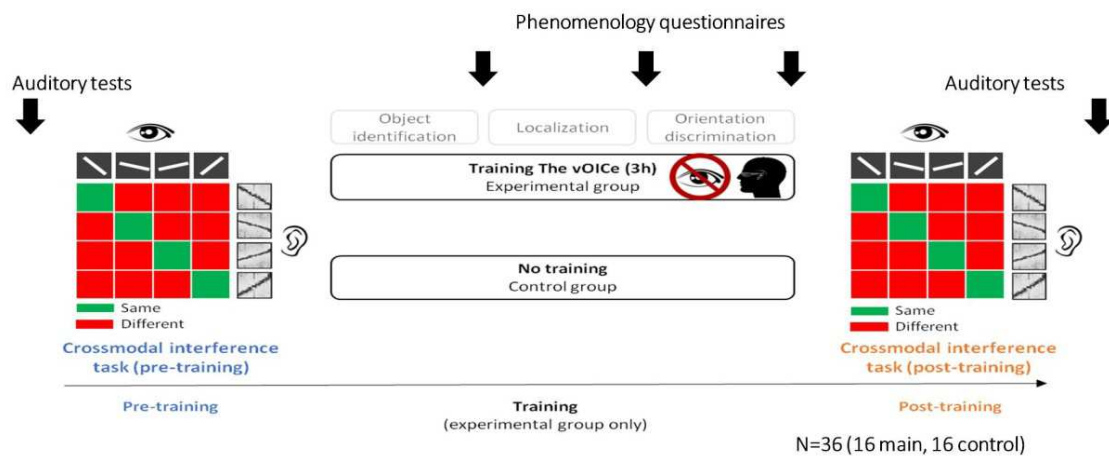 Phenomenology questionnaires
Auditory tests
Auditory tests
Object
identification
Localization
Orientation
discrimination
Training The vOICe (3h)
Experimental group
No training
Control group
Same
Different
Crossmodal interference
task (pre-training)
Same
Different
Crossmodal interference
task (post-training)
Pre-training
Training
(experimental group only)
Post-training
N=36 (16 main, 16 control)